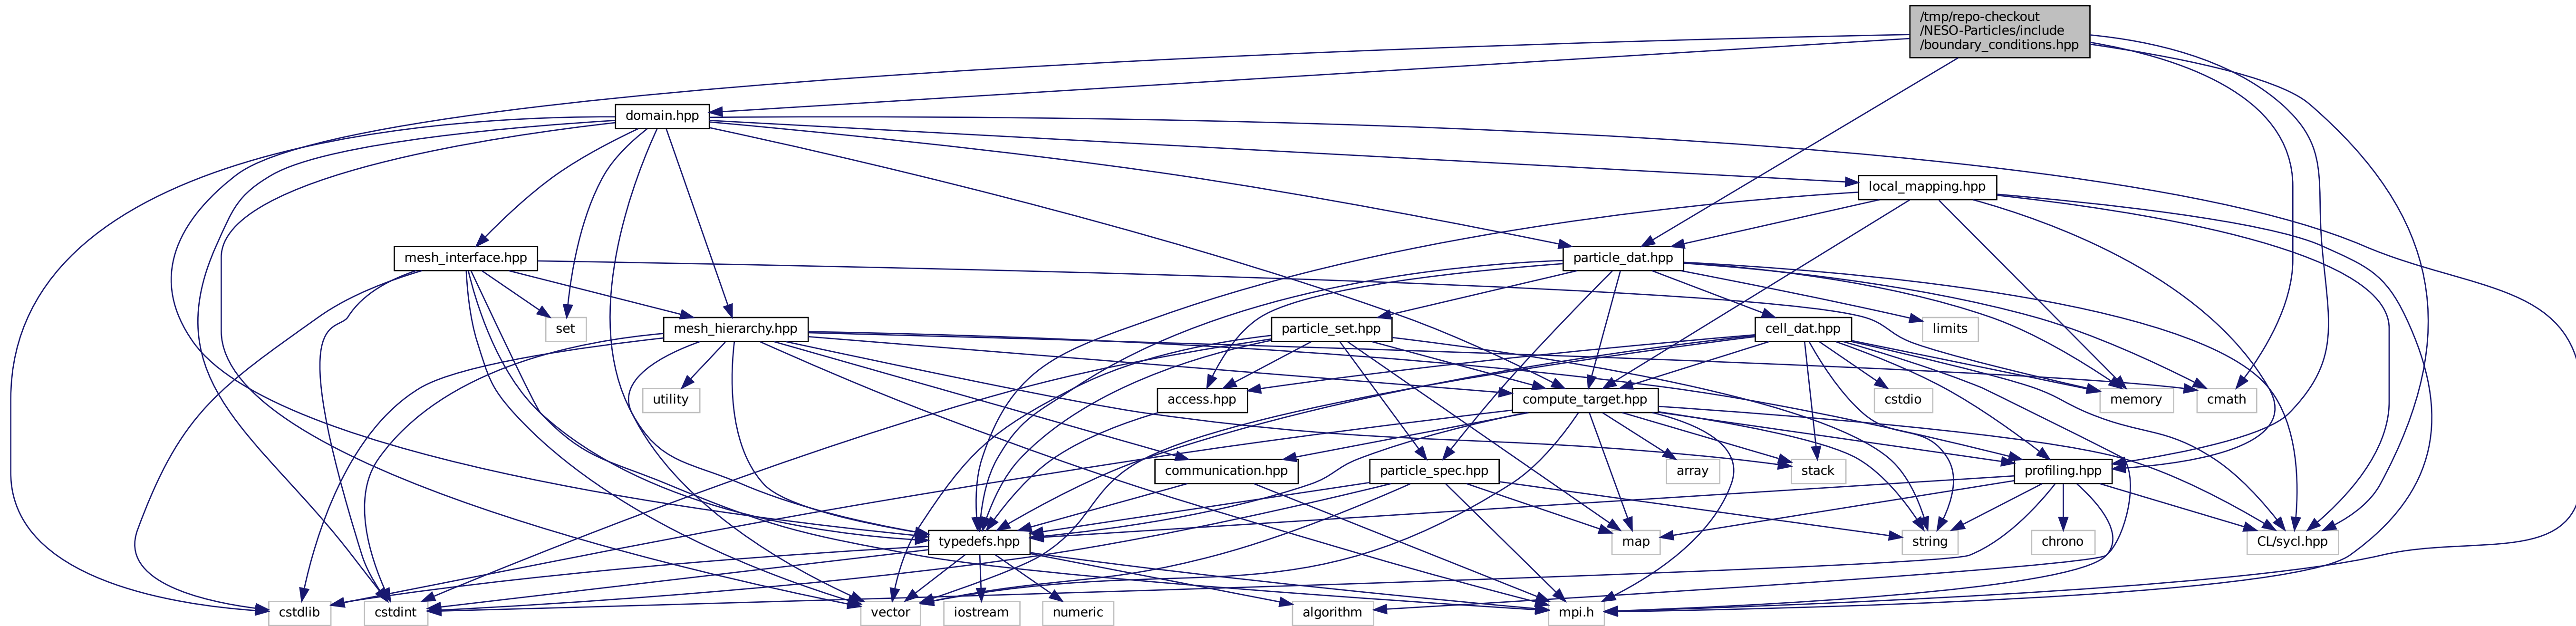 /tmp/repo-checkout
/NESO-Particles/include
/boundary_conditions.hpp
domain.hpp
local_mapping.hpp
mesh_interface.hpp
particle_dat.hpp
set
mesh_hierarchy.hpp
particle_set.hpp
cell_dat.hpp
limits
utility
access.hpp
compute_target.hpp
cstdio
memory
cmath
communication.hpp
particle_spec.hpp
array
stack
profiling.hpp
typedefs.hpp
map
string
chrono
CL/sycl.hpp
cstdlib
cstdint
vector
iostream
numeric
algorithm
mpi.h